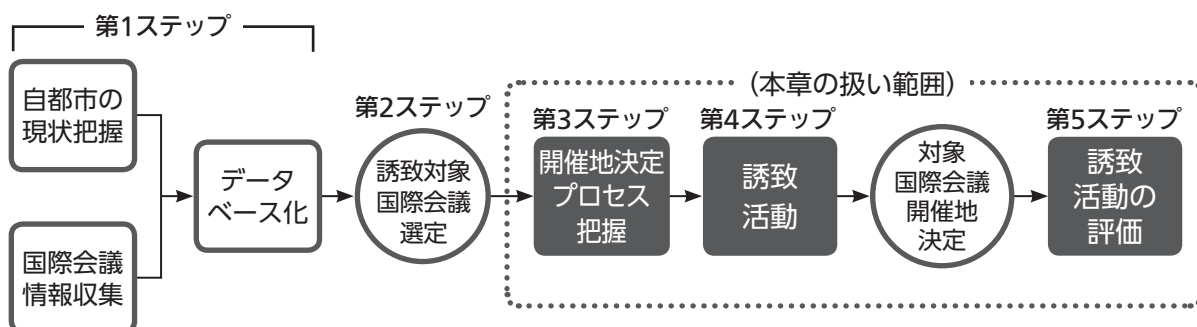 第1ステップ
自都市の
現状把握
国際会議
情報収集
データ
ベース化
第2ステップ
誘致対象
国際会議
選定
(本章の扱い範囲)
第3ステップ
開催地決定
プロセス
把握
第4ステップ
誘致
活動
対象
国際会議
開催地
決定
第5ステップ
誘致
活動の
評価